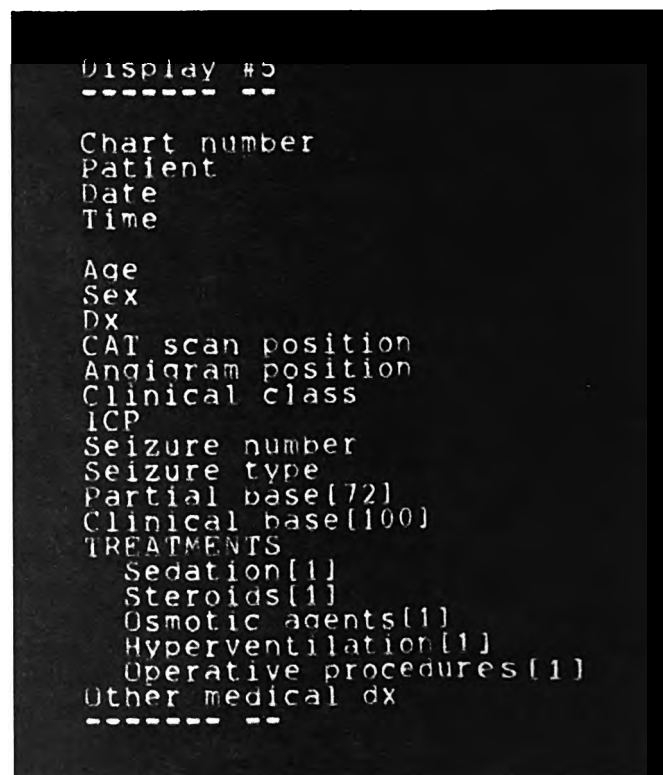 Display #5
------- --
Chart number
Patient
Date
Time
Age
Sex
Dx
CAT scan position
Angigram position
Clinical class
ICP
Seizure number
Seizure type
Partial base[72]
Clinical base[100]
TREATMENTS
Sedation[1]
Steroids[1]
Osmotic agents[1]
Hyperventilation[1]
Operative procedures[1]
Other medical dx
------- --